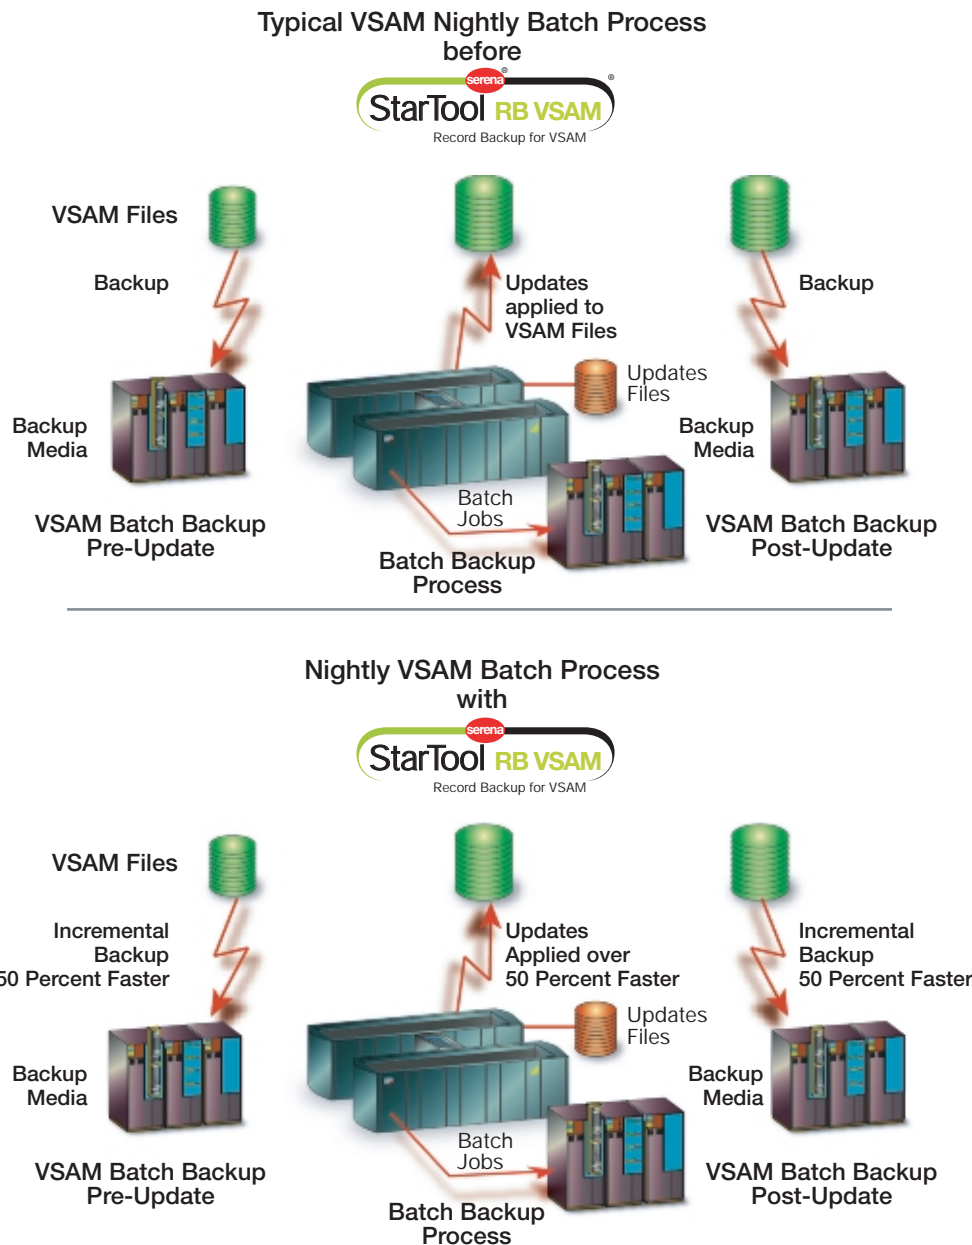 Typical VSAM Nightly Batch Process
before
serena®
StarTool RB VSAM®
Record Backup for VSAM
VSAM Files
Backup
Updates
applied to
VSAM Files
Backup
Updates
Files
Backup
Media
Backup
Media
Batch
Jobs
VSAM Batch Backup
Pre-Update
Batch Backup
Process
VSAM Batch Backup
Post-Update
Nightly VSAM Batch Process
with
serena
StarTool RB VSAM
Record Backup for VSAM
VSAM Files
Incremental
Backup
50 Percent Faster
Updates
Applied over
50 Percent Faster
Incremental
Backup
50 Percent Faster
Updates
Files
Backup
Media
Backup
Media
Batch
Jobs
VSAM Batch Backup
Pre-Update
Batch Backup
Process
VSAM Batch Backup
Post-Update